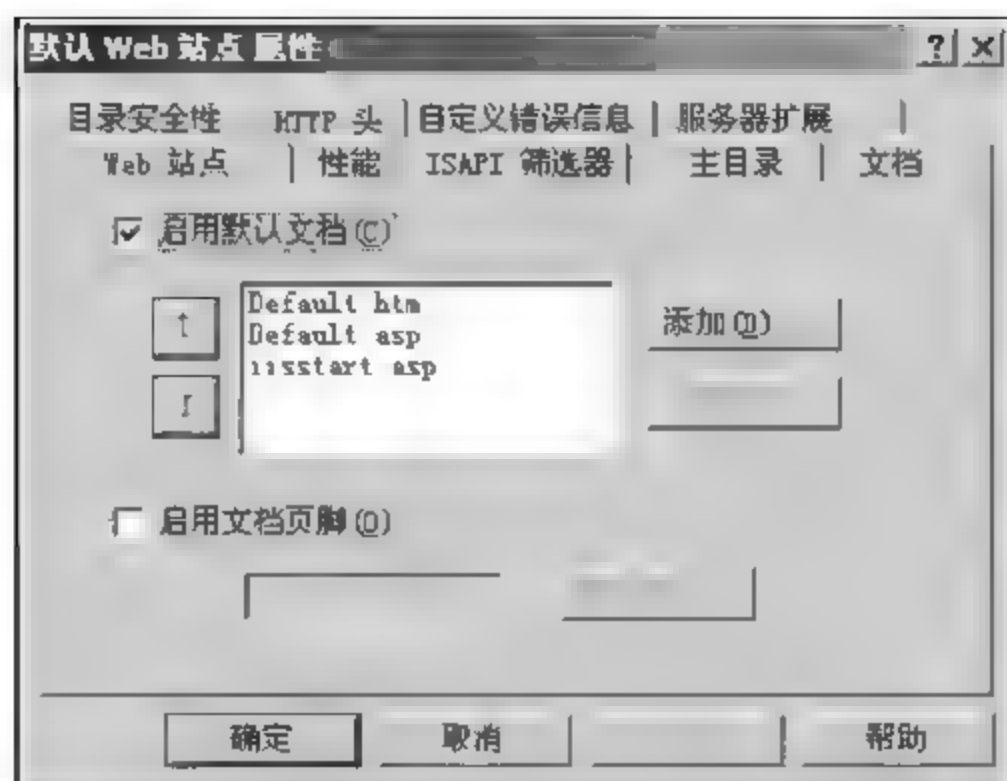 默认 Web 站点 属性 ? ×
目录安全性 HTTP 头 自定义错误信息 服务器扩展
Web 站点 性能 ISAPI 筛选器 主目录 文档
启用默认文档(C)
↑
Default htm
Default asp
iisstart asp
添加(D)
启用文档页脚(O)
确定 取消 帮助